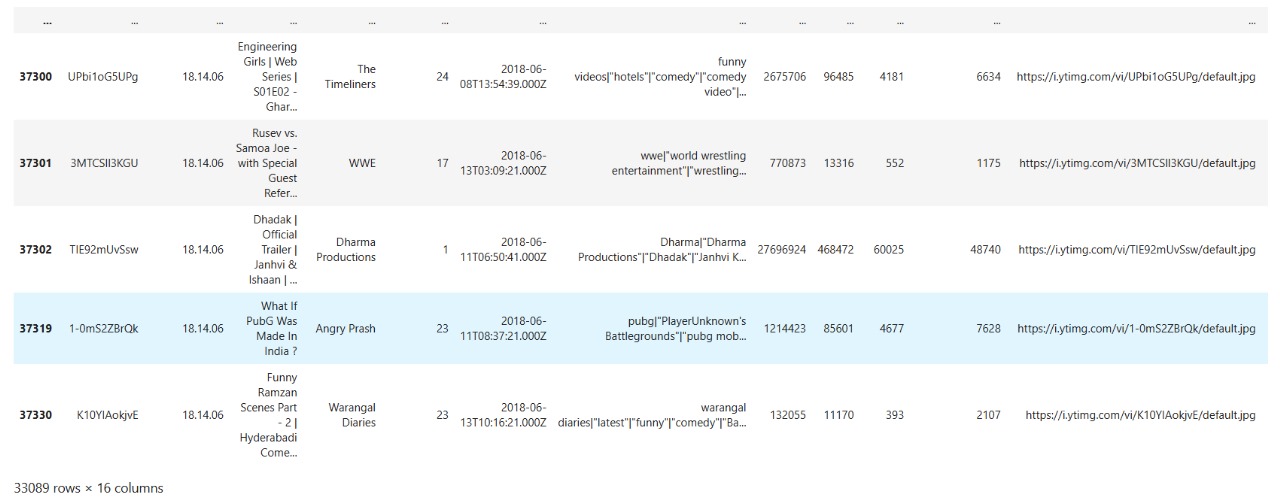 ... ... ... ... ... ... ... ... ... ... ... ... ...
Engineering
Girls | Web
Series |
S01E02 -
Ghar...
37300 UPbi1oG5UPg 18.14.06 The Timeliners 24 2018-06-08T13:54:39.000Z funny videos|"hotels"|"comedy"|"comedy video"|... 2675706 96485 4181 6634 https://i.ytimg.com/vi/UPbi1oG5UPg/default.jpg
Rusev vs.
Samoa Joe -
with Special
Guest
Refer...
37301 3MTCSII3KGU 18.14.06 WWE 17 2018-06-13T03:09:21.000Z wwe|"world wrestling entertainment"|"wrestling... 770873 13316 552 1175 https://i.ytimg.com/vi/3MTCSII3KGU/default.jpg
Dhadak |
Official
Trailer |
Janhvi &
Ishaan | ...
37302 TIE92mUvSsw 18.14.06 Dharma Productions 1 2018-06-11T06:50:41.000Z Dharma|"Dharma Productions"|"Dhadak"|"Janhvi K... 27696924 468472 60025 48740 https://i.ytimg.com/vi/TIE92mUvSsw/default.jpg
What If
PubG Was
Made In
India ?
37319 1-0mS2ZBrQk 18.14.06 Angry Prash 23 2018-06-11T08:37:21.000Z pubg|"PlayerUnknown's Battlegrounds"|"pubg mob... 1214423 85601 4677 7628 https://i.ytimg.com/vi/1-0mS2ZBrQk/default.jpg
Funny
Ramzan
Scenes Part
- 2 |
Hyderabadi
Come...
37330 K10YIAokjvE 18.14.06 Warangal Diaries 23 2018-06-13T10:16:21.000Z warangal diaries|"latest"|"funny"|"comedy"|"Ba... 132055 11170 393 2107 https://i.ytimg.com/vi/K10YIAokjvE/default.jpg
33089 rows × 16 columns